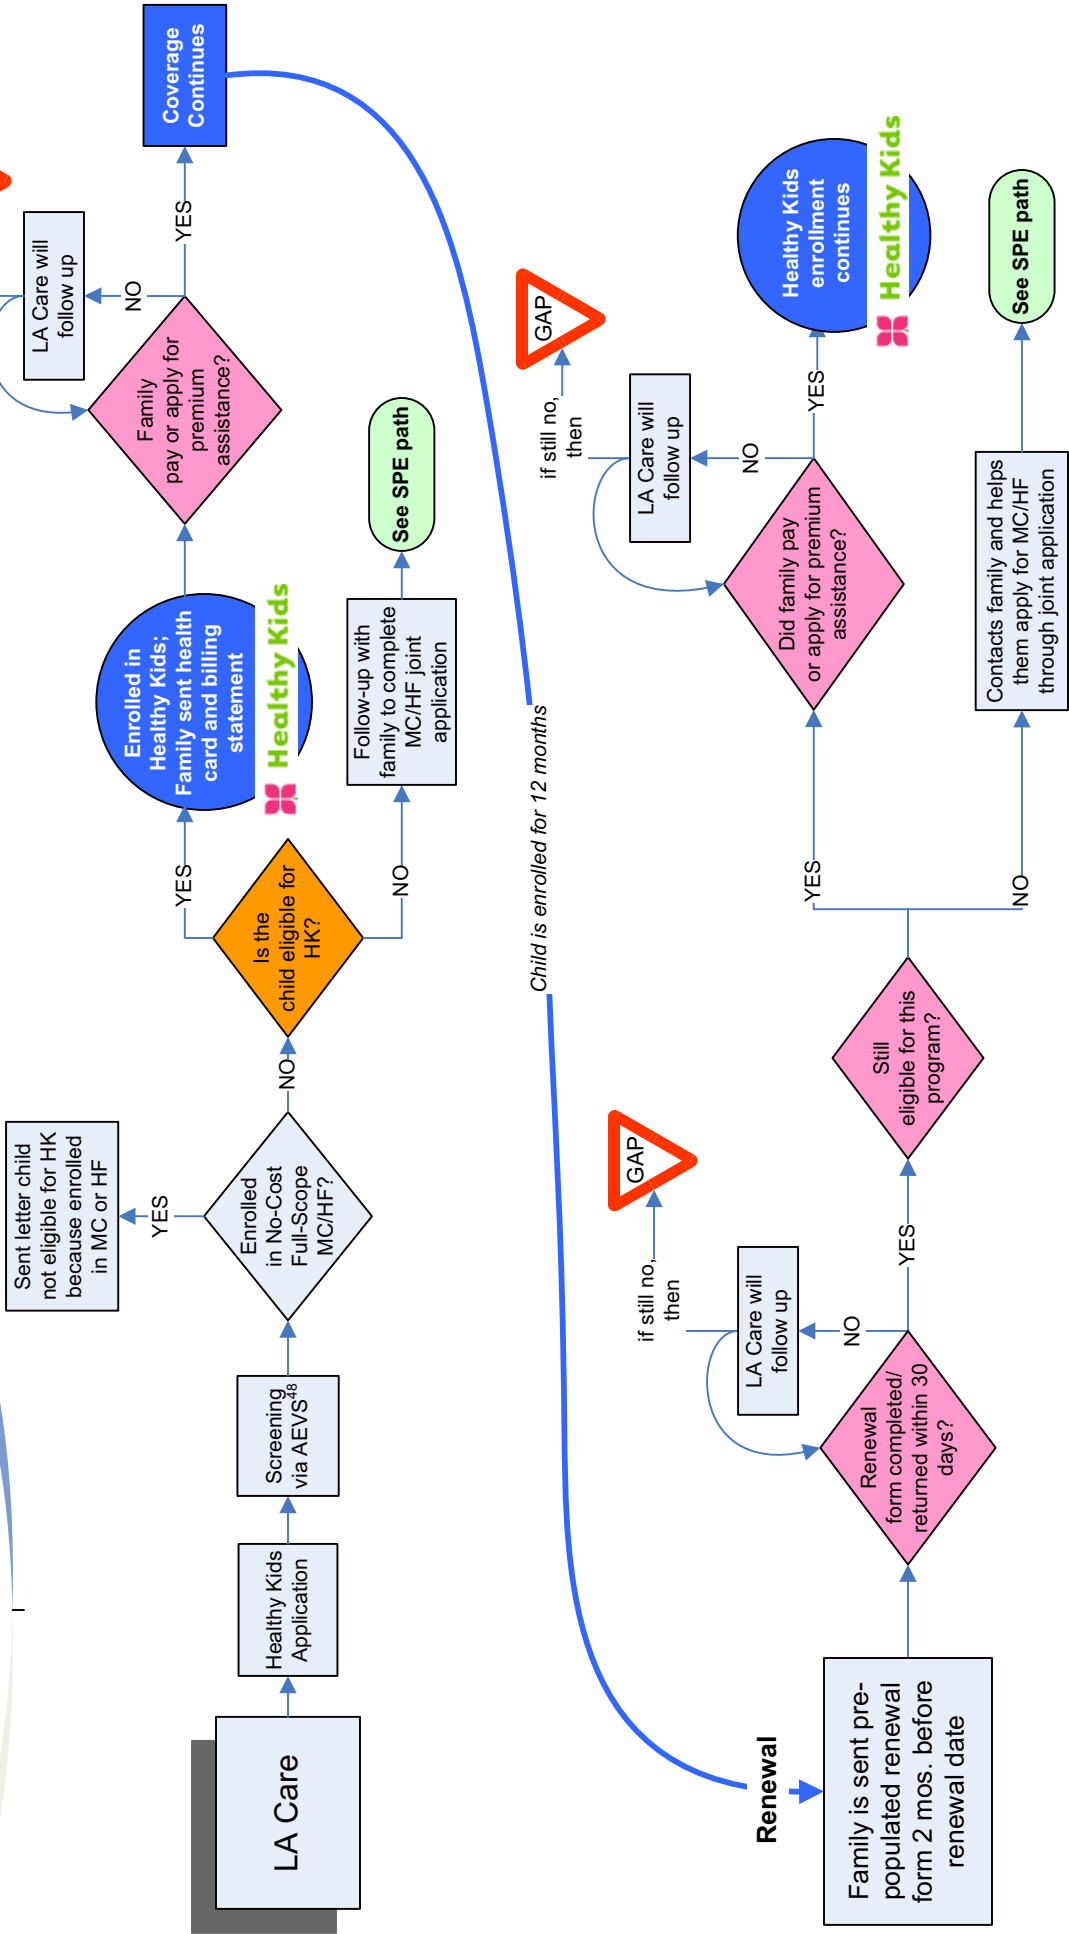 LA Care
Healthy Kids
Application
Screening
via AEVS48
Enrolled
in No-Cost
Full-Scope
MC/HF?
YES
Sent letter child
not eligible for HK
because enrolled
in MC or HF
NO
Is the
child eligible for
HK?
YES
Enrolled in
Healthy Kids;
Family sent health
card and billing
statement
Healthy Kids
NO
Follow-up with
family to complete
MC/HF joint
application
See SPE path
Family
pay or apply for
premium
assistance?
NO
LA Care will
follow up
YES
Coverage
Continues
Child is enrolled for 12 months
Renewal
Family is sent pre-
populated renewal
form 2 mos. before
renewal date
Renewal
form completed/
returned within 30
days?
NO
LA Care will
follow up
if still no,
then
GAP
YES
Still
eligible for this
program?
YES
Did family pay
or apply for premium
assistance?
NO
LA Care will
follow up
if still no,
then
GAP
YES
Healthy Kids
enrollment
continues
Healthy Kids
NO
Contacts family and helps
them apply for MC/HF
through joint application
See SPE path